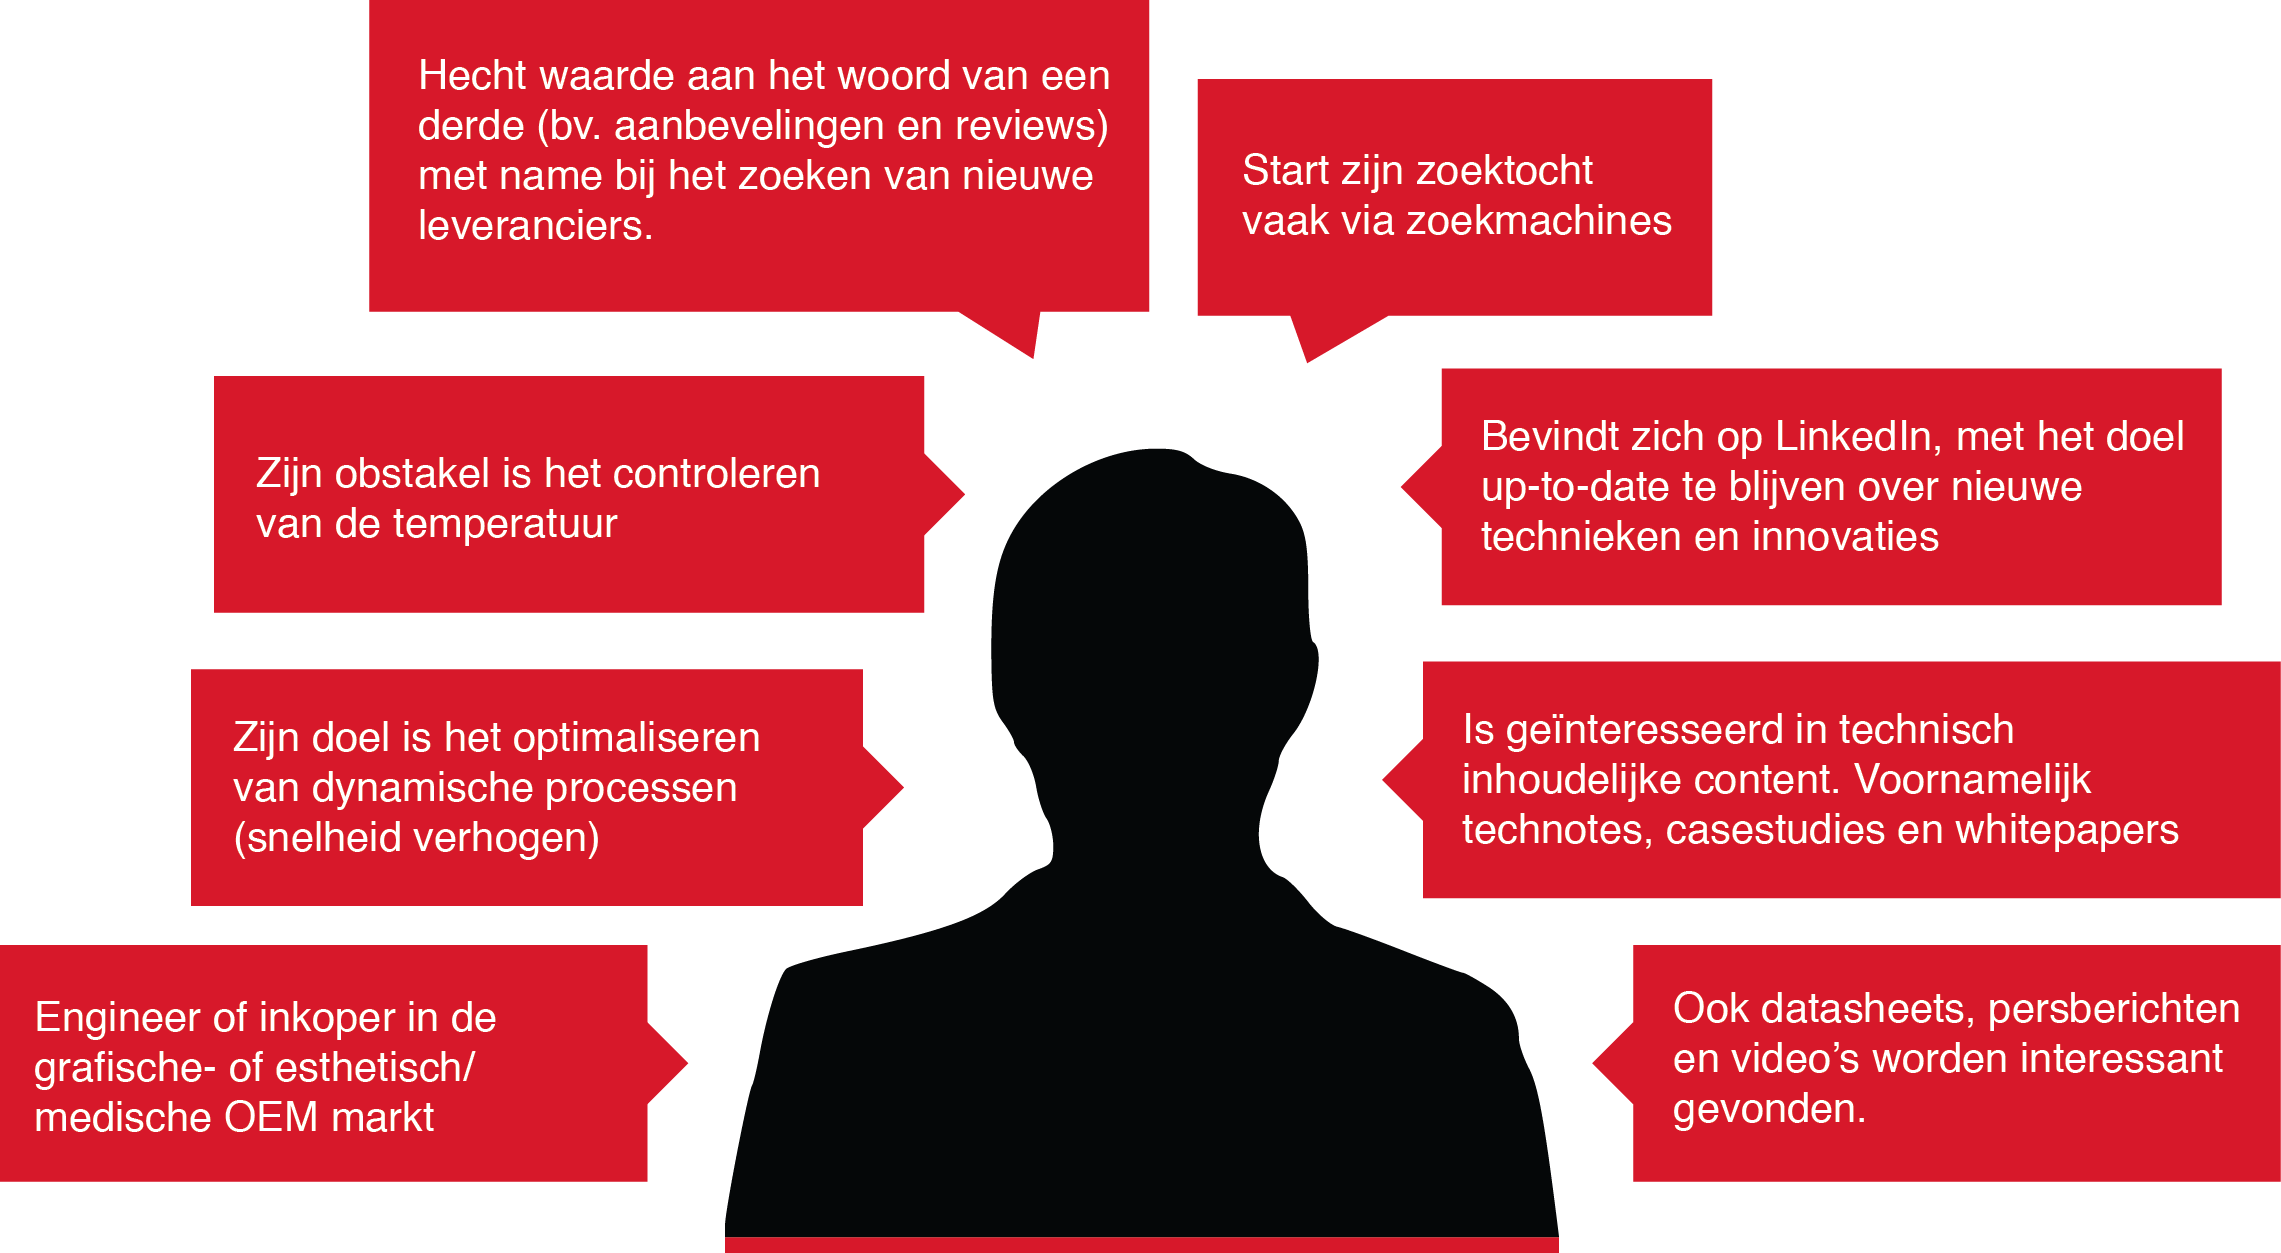 Hecht waarde aan het woord van een
derde (bv. aanbevelingen en reviews)
met name bij het zoeken van nieuwe
leveranciers.
Start zijn zoektocht
vaak via zoekmachines
Zijn obstakel is het controleren
van de temperatuur
Bevindt zich op LinkedIn, met het doel
up-to-date te blijven over nieuwe
technieken en innovaties
Zijn doel is het optimaliseren
van dynamische processen
(snelheid verhogen)
Is geïnteresseerd in technisch
inhoudelijke content. Voornamelijk
technotes, casestudies en whitepapers
Engineer of inkoper in de
grafische- of esthetisch/
medische OEM markt
Ook datasheets, persberichten
en video’s worden interessant
gevonden.